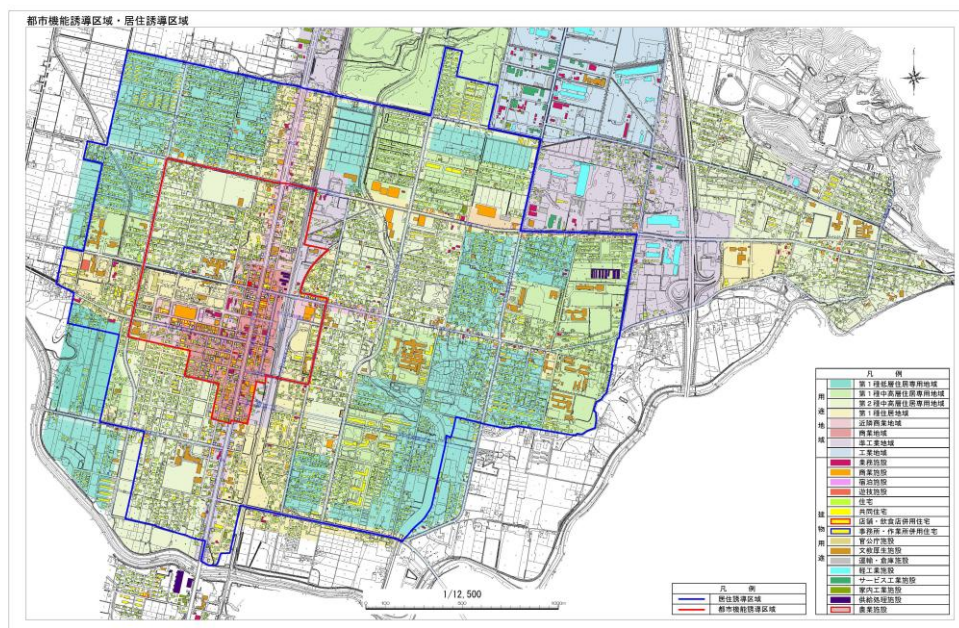 都市機能誘導区域・居住誘導区域
凡 例
用途地域
第1種低層住居専用地域
第1種中高層住居専用地域
第2種中高層住居専用地域
第1種住居地域
近隣商業地域
商業地域
準工業地域
工業地域
建物用途
業務施設
商業施設
宿泊施設
遊技施設
住宅
共同住宅
店舗・飲食店併用住宅
事務所・作業所併用住宅
官公庁施設
文教厚生施設
運輸・倉庫施設
軽工業施設
サービス工業施設
家内工業施設
供給処理施設
農業施設
1/12,500
凡 例
居住誘導区域
都市機能誘導区域